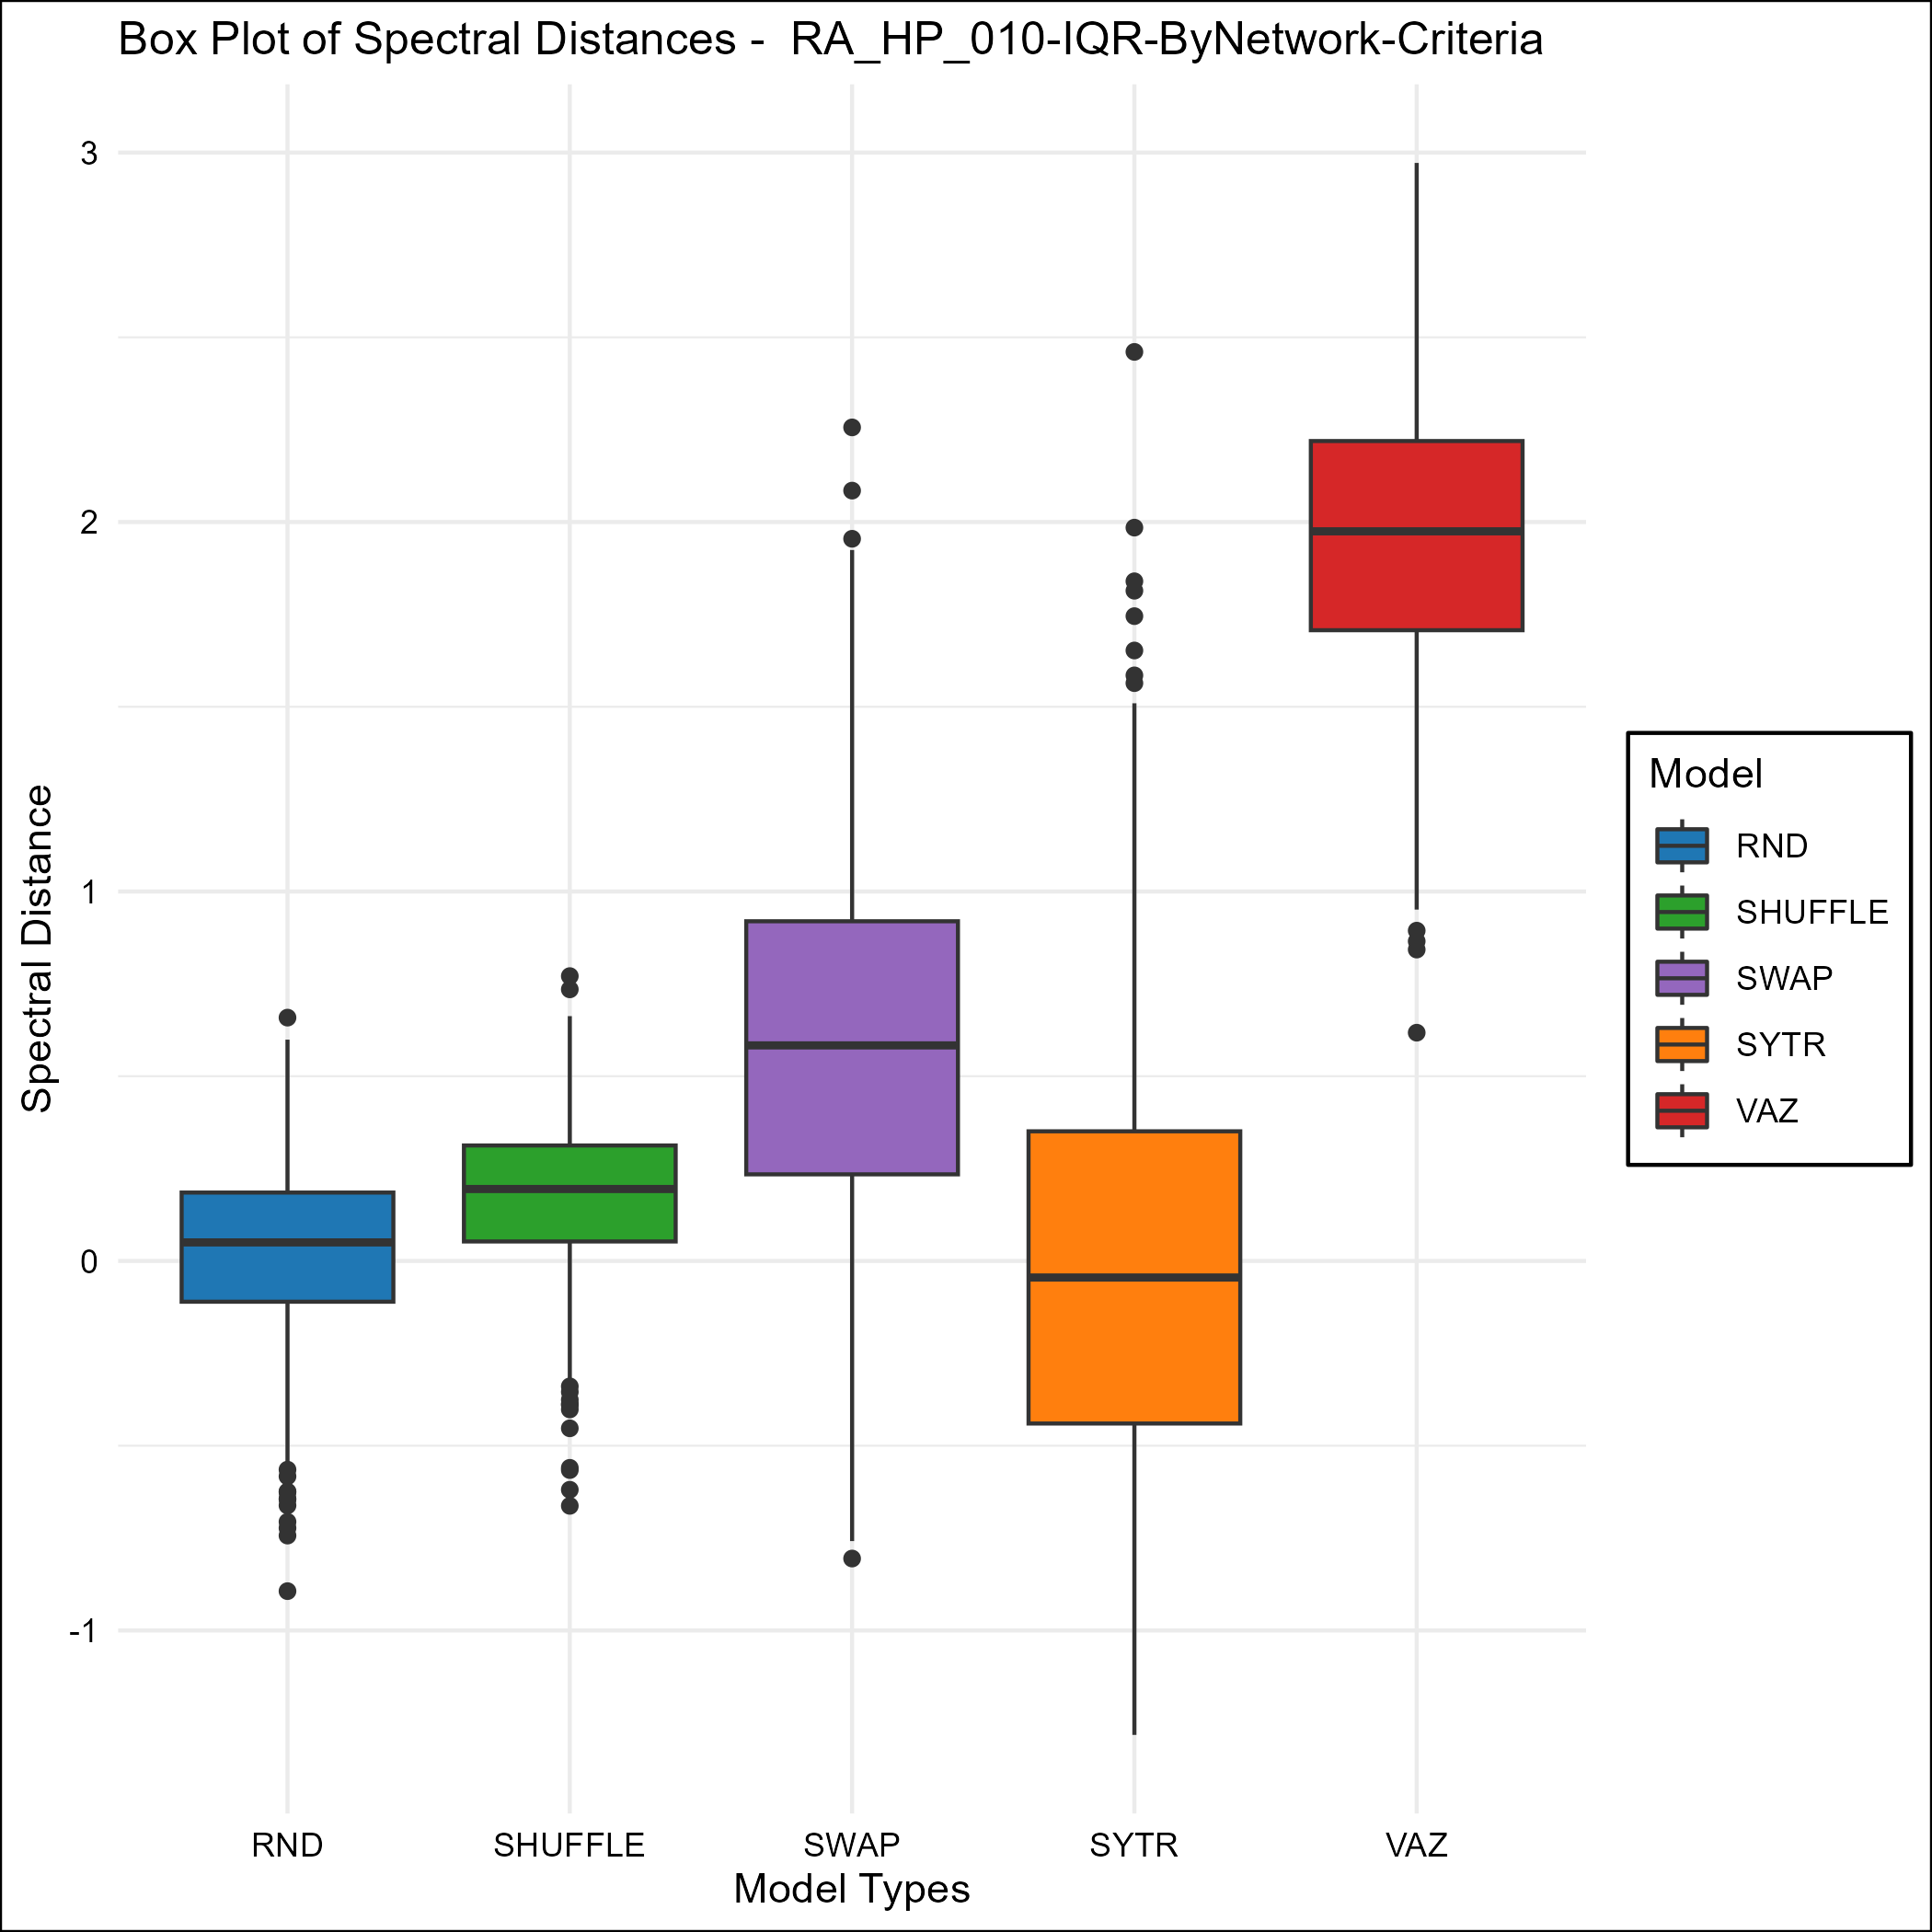 Box Plot of Spectral Distances -  RA_HP_010-IQR-ByNetwork-Criteria
Spectral Distance
3
2
1
0
-1
RND
SHUFFLE
SWAP
SYTR
VAZ
Model Types
Model
RND
SHUFFLE
SWAP
SYTR
VAZ